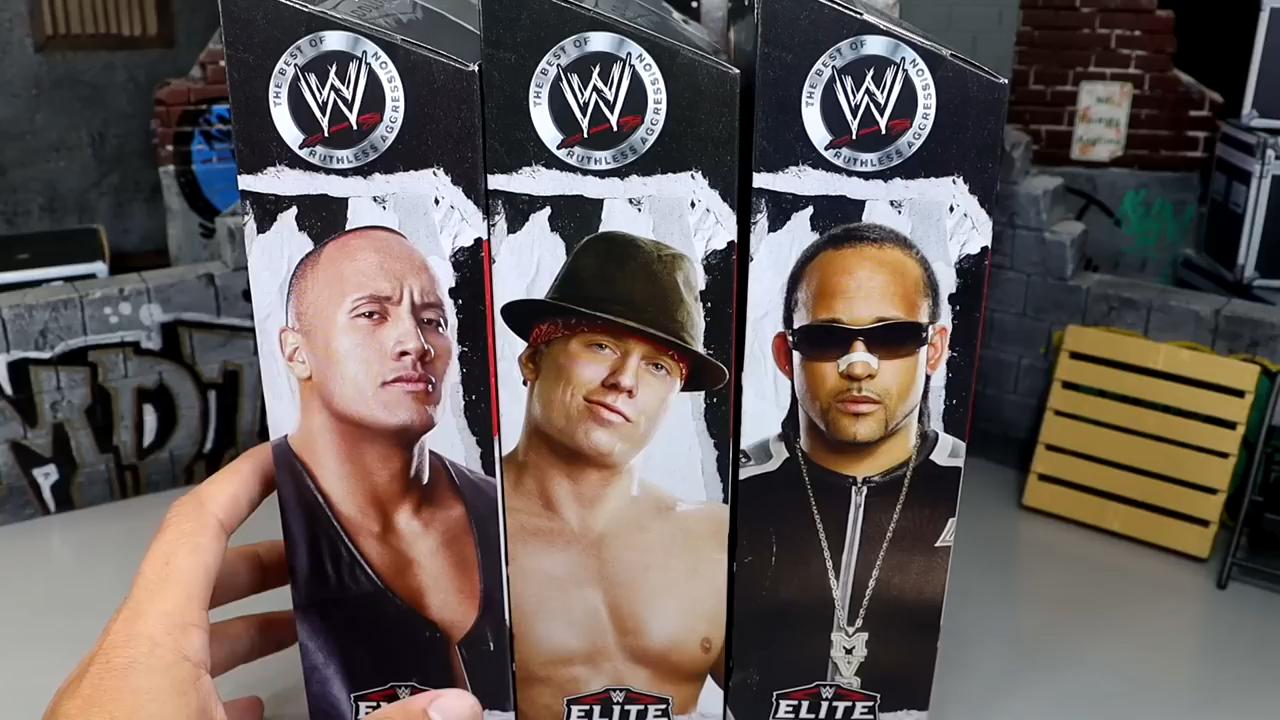 THE BEST OF
W
RUTHLESS AGGRESSION
THE BEST OF
W
RUTHLESS AGGRESSION
THE BEST OF
W
RUTHLESS AGGRESSION
MVP
W
W
ELITE
W
ELITE